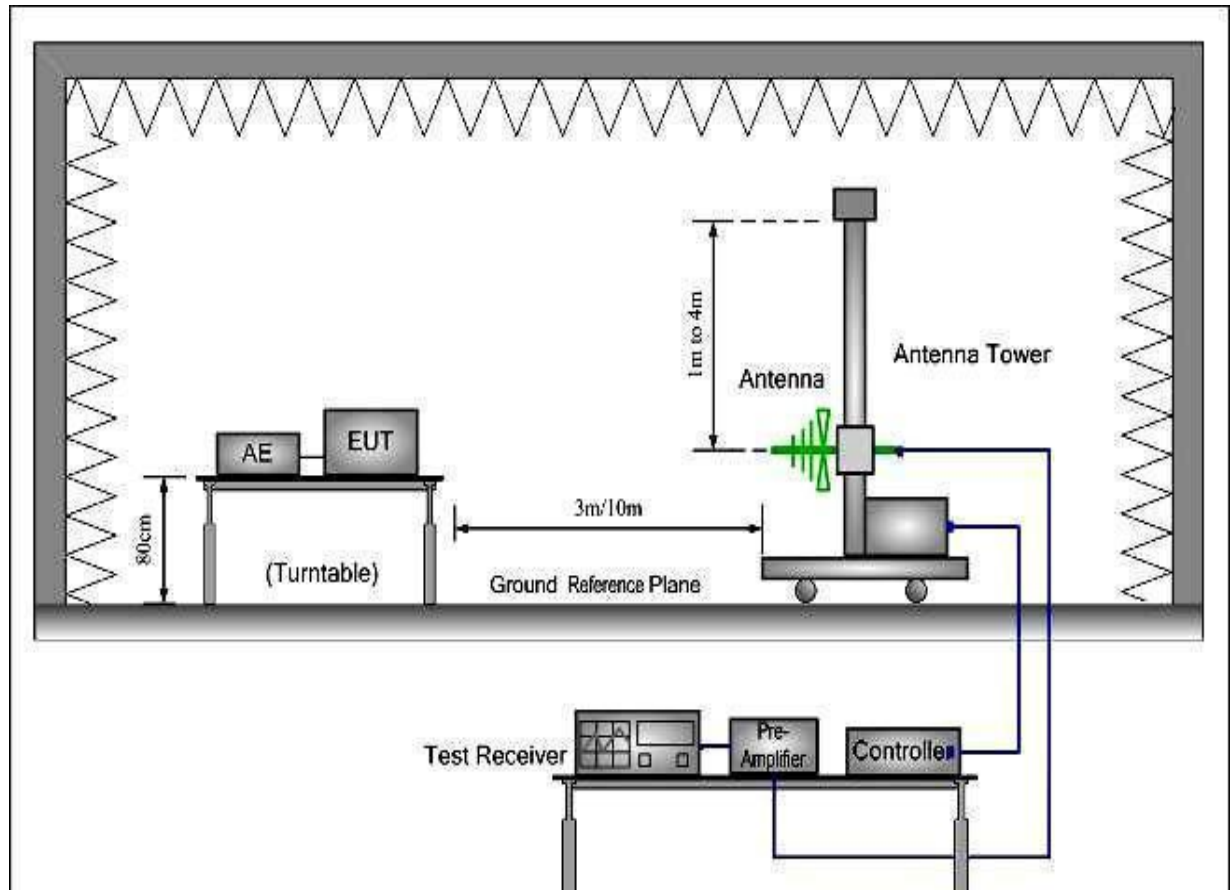 1m to 4m
Antenna Tower
Antenna
AE
EUT
80cm
3m/10m
(Turntable)
Ground Reference Plane
Test Receiver
Pre-
Amplifier
Controller